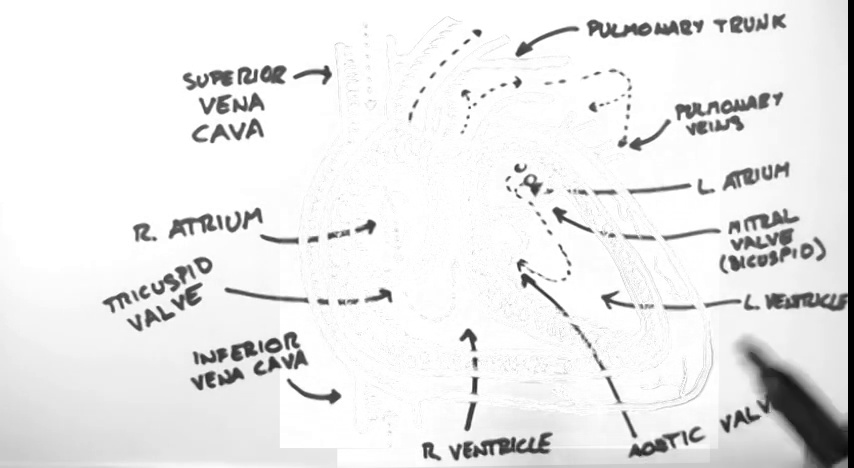 PULMONARY TRUNK
SUPERIOR
VENA
CAVA
PULMONARY
VEINS
L. ATRIUM
R. ATRIUM
MITRAL
VALVE
(BICUSPID)
TRICUSPID
VALVE
L. VENTRICLE
INFERIOR
VENA CAVA
R VENTRICLE
AORTIC VALV